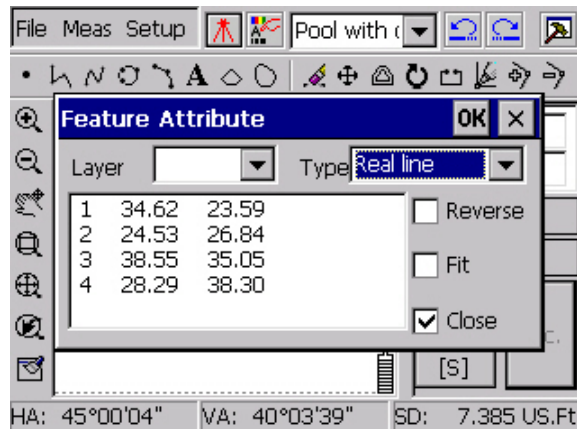 File Meas Setup Pool with
A
Feature Attribute OK
Layer Type Real line
1 34.62 23.59
2 24.53 26.84
3 38.55 35.05
4 28.29 38.30
Reverse
Fit
Close
[S]
HA: 45°00'04" VA: 40°03'39" SD: 7.385 US.Ft